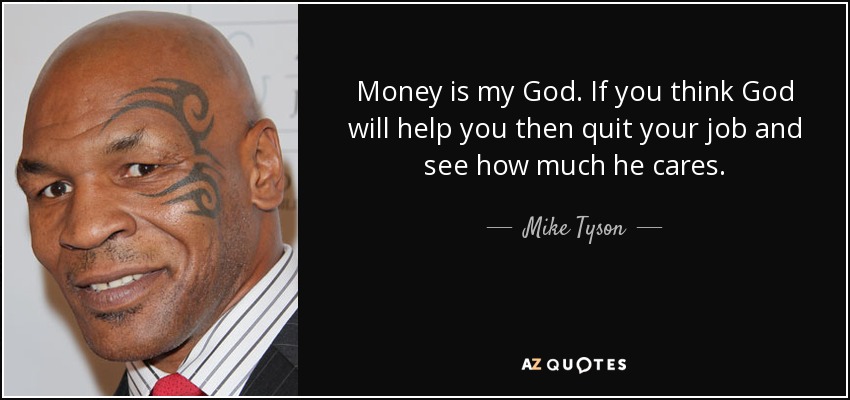 Money is my God. If you think God
will help you then quit your job and
see how much he cares.
— Mike Tyson —
AZ QUOTES